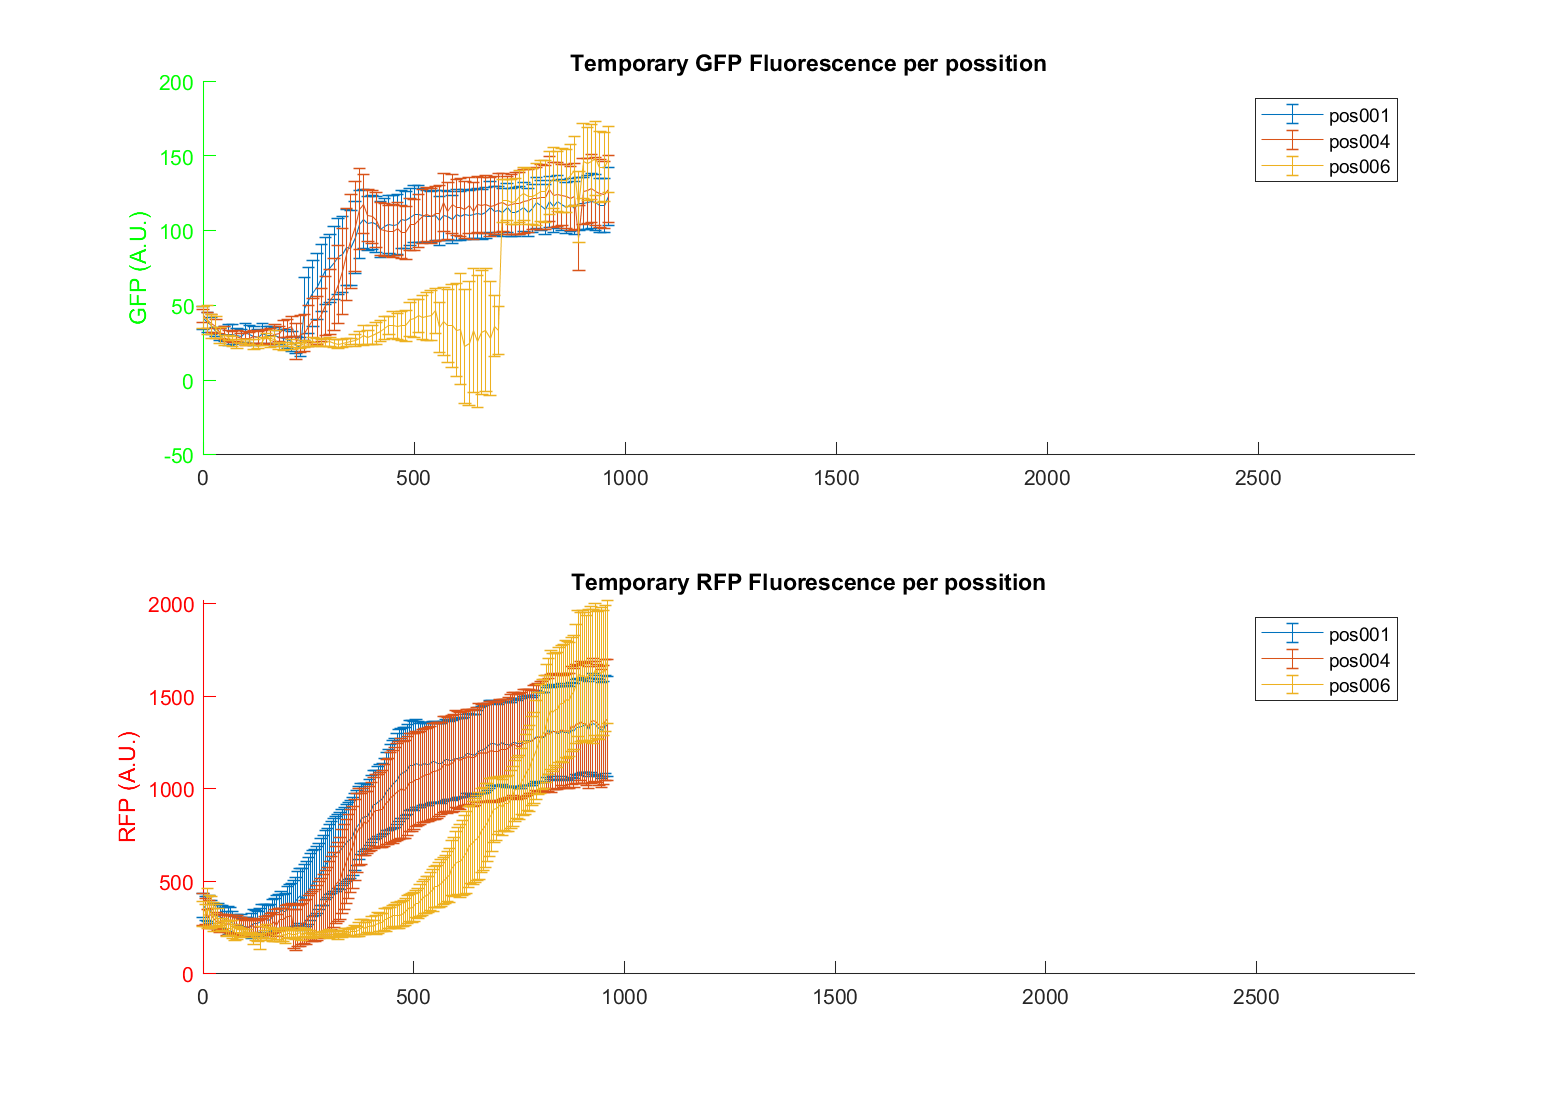 Temporary GFP Fluorescence per possition
200
150
100
50
0
-50
GFP (A.U.)
pos001
pos004
pos006
0 500 1000 1500 2000 2500
Temporary RFP Fluorescence per possition
2000
1500
1000
500
0
RFP (A.U.)
pos001
pos004
pos006
0 500 1000 1500 2000 2500